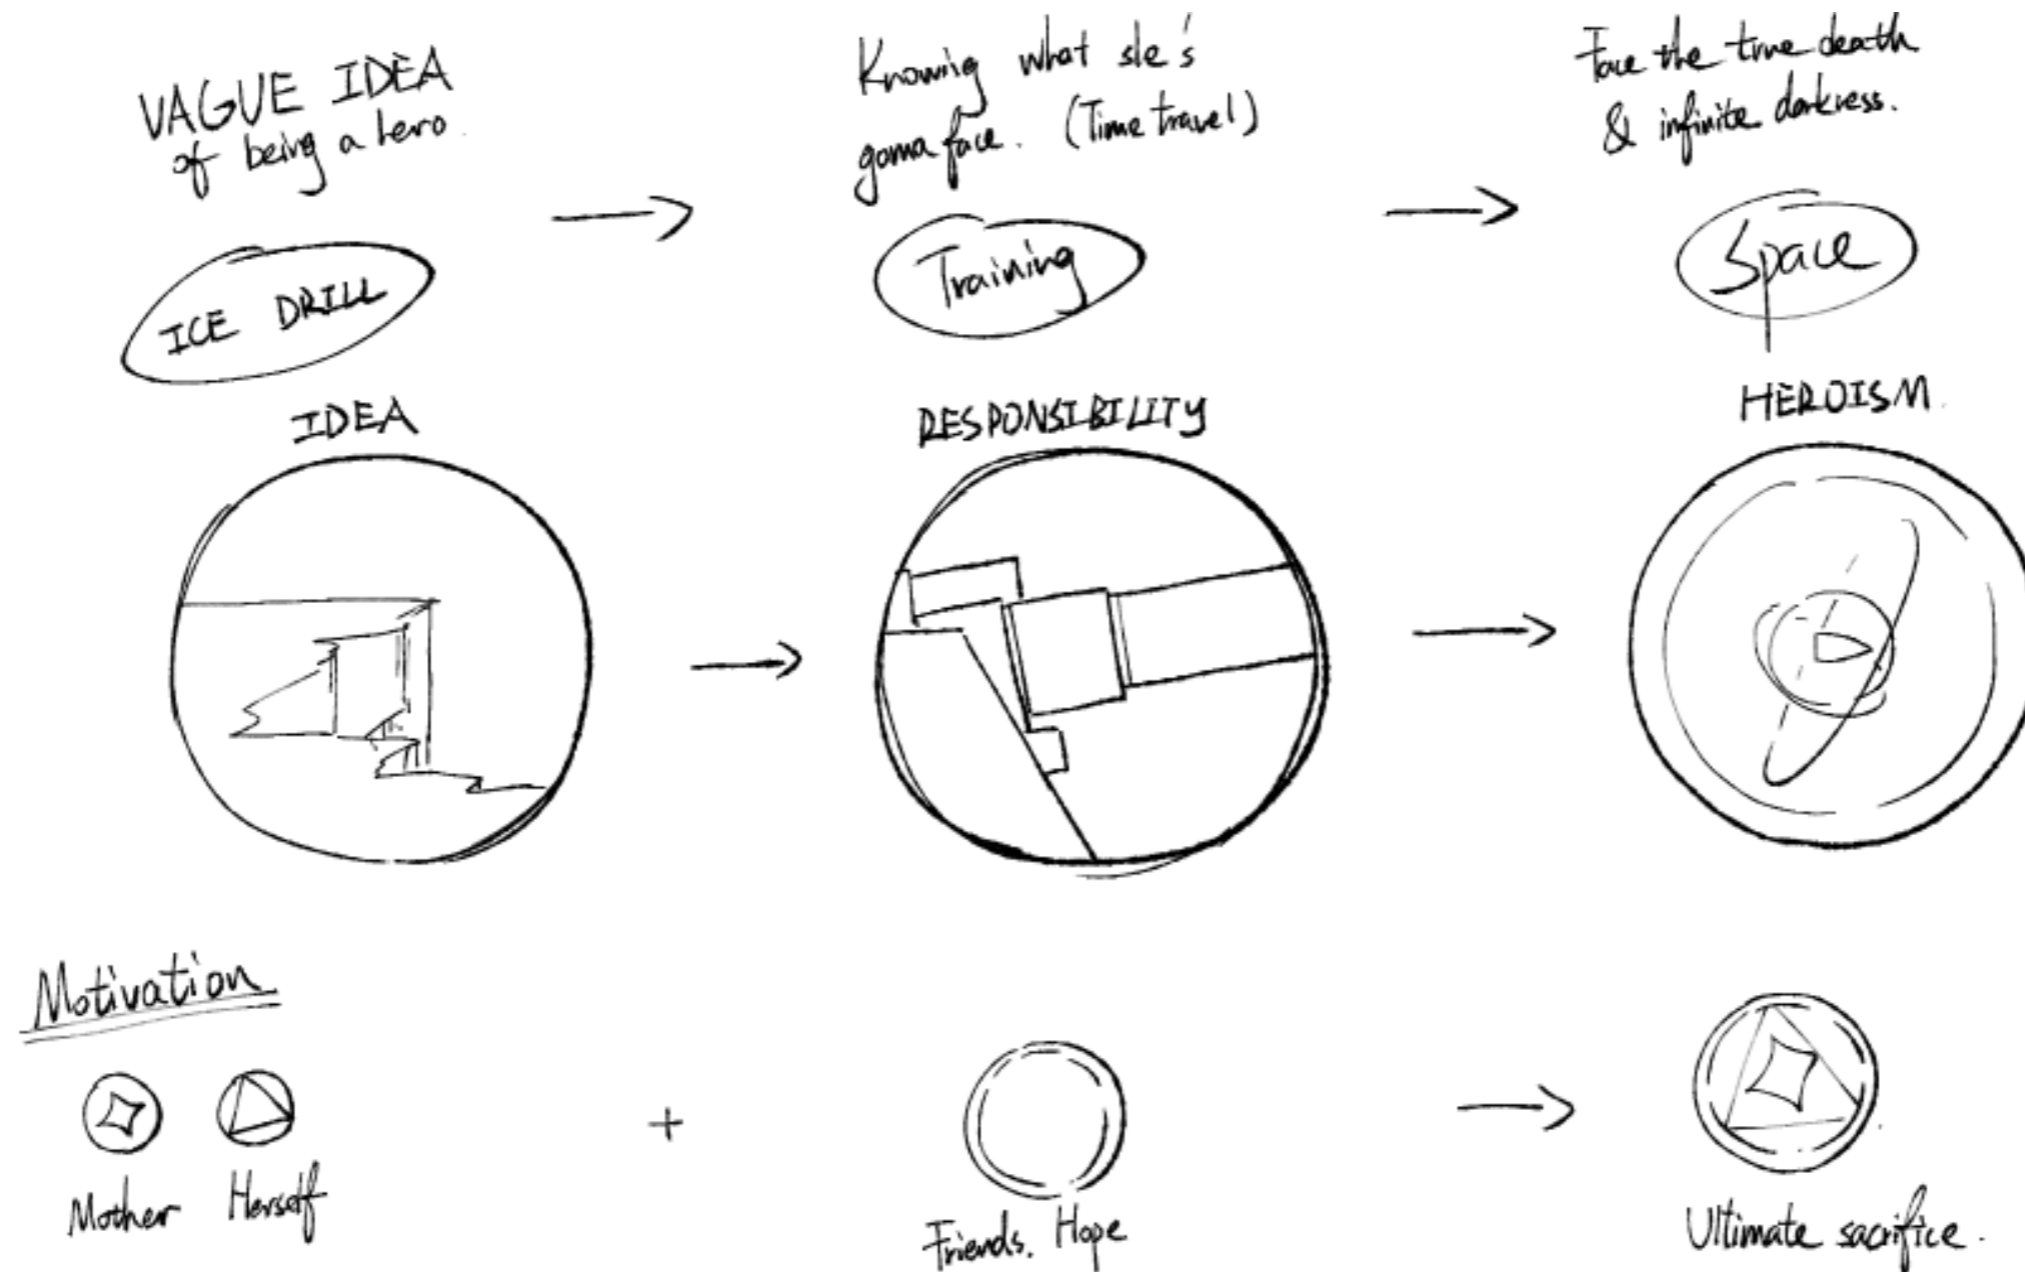 VAGUE IDEA
of being a hero.
ICE DRILL
IDEA
Knowing what she's
gonna face. (Time travel)
Training
RESPONSIBILITY
Face the true death
& infinite darkness.
Space
HEROISM.
Motivation
Mother
Herself
+
Friends. Hope
Ultimate sacrifice.